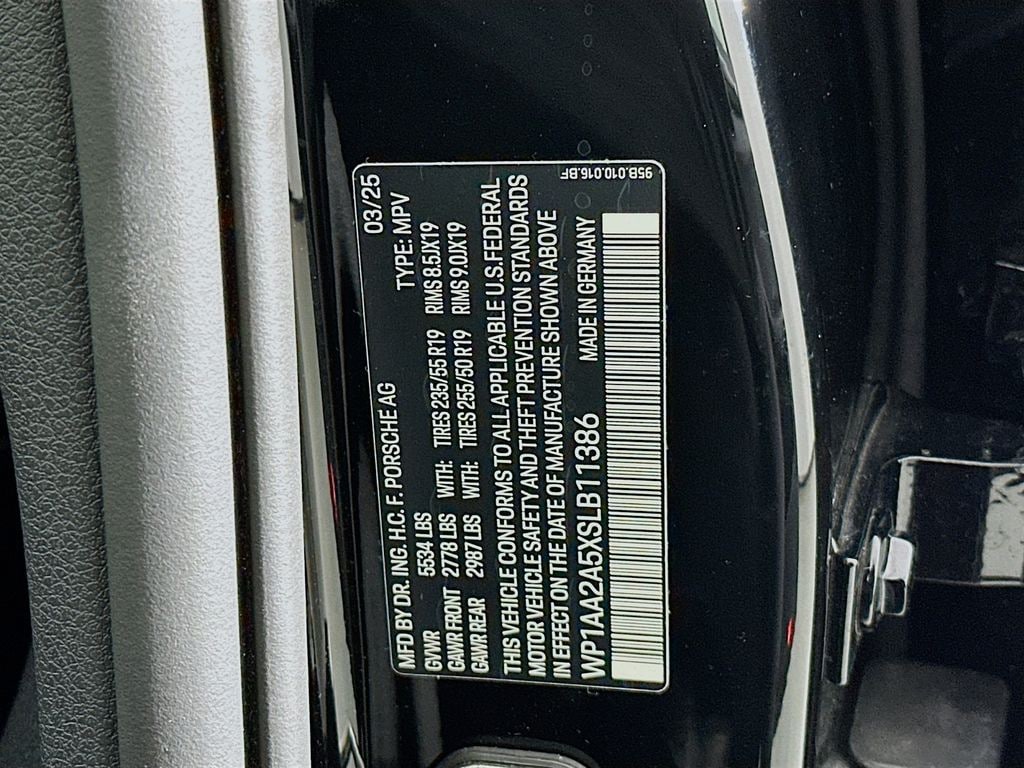 MFD BY DR. ING. H.C. F. PORSCHE AG 03/25
GVWR 5534 LBS TYPE: MPV
GAWR FRONT 2778 LBS WITH: TIRES 235/55 R19 RIMS 8.5JX19
GAWR REAR 2987 LBS WITH: TIRES 255/50 R19 RIMS 9.0JX19
THIS VEHICLE CONFORMS TO ALL APPLICABLE U.S.FEDERAL
MOTOR VEHICLE SAFETY AND THEFT PREVENTION STANDARDS
IN EFFECT ON THE DATE OF MANUFACTURE SHOWN ABOVE
WP1AA2A5XSLB11386 MADE IN GERMANY
95B.010.016.BF